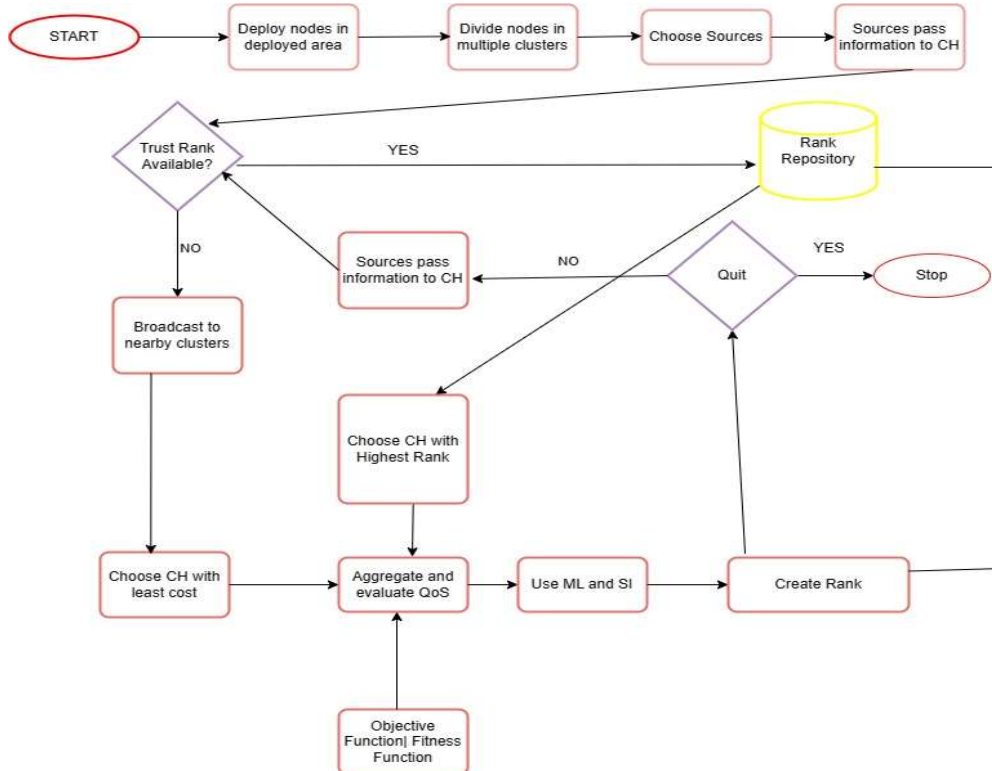 START
Deploy nodes in
deployed area
Divide nodes in
multiple clusters
Choose Sources
Sources pass
information to CH
Trust Rank
Available?
YES
Rank
Repository
NO
Sources pass
information to CH
NO
Quit
YES
Stop
Broadcast to
nearby clusters
Choose CH with
Highest Rank
Choose CH with
least cost
Aggregate and
evaluate QoS
Use ML and SI
Create Rank
Objective
Function| Fitness
Function